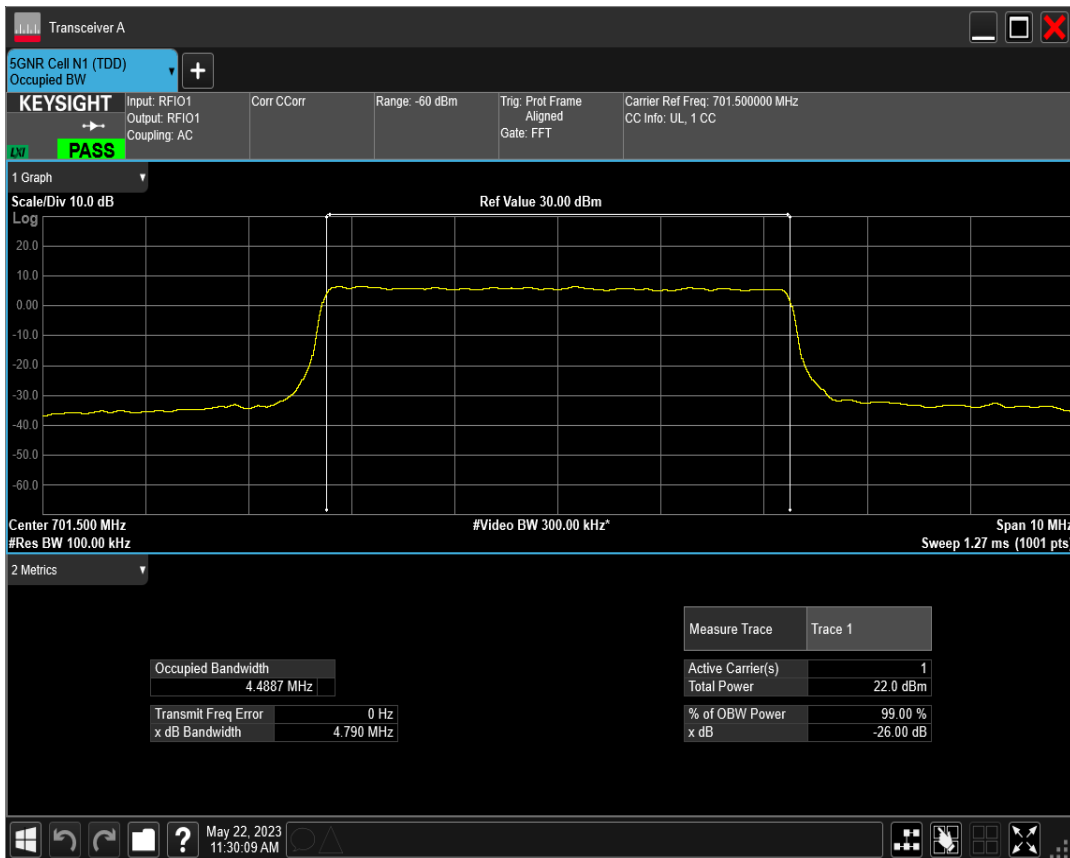 Transceiver A
5GNR Cell N1 (TDD)
Occupied BW
KEYSIGHT
LXI
PASS
Input: RFIO1
Output: RFIO1
Coupling: AC
Corr CCorr
Range: -60 dBm
Trig: Prot Frame
Aligned
Gate: FFT
Carrier Ref Freq: 701.500000 MHz
CC Info: UL, 1 CC
1 Graph
Scale/Div 10.0 dB
Ref Value 30.00 dBm
Log
20.0
10.0
0.00
-10.0
-20.0
-30.0
-40.0
-50.0
-60.0
Center 701.500 MHz
#Video BW 300.00 kHz*
Span 10 MHz
#Res BW 100.00 kHz
Sweep 1.27 ms (1001 pts)
2 Metrics
Measure Trace Trace 1
Occupied Bandwidth
4.4887 MHz
Active Carrier(s) 1
Total Power 22.0 dBm
Transmit Freq Error 0 Hz
x dB Bandwidth 4.790 MHz
% of OBW Power 99.00 %
x dB -26.00 dB
?
May 22, 2023
11:30:09 AM